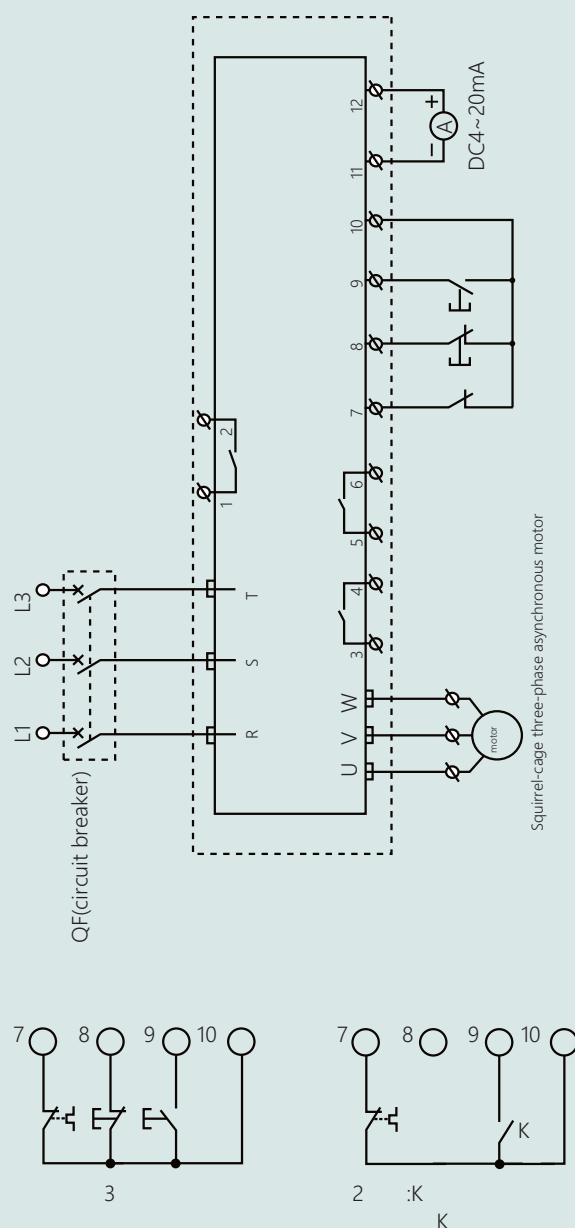 12
+
A
−
DC4~20mA
11
10
9
8
7
2
1
6
5
4
3
L3
L2
L1
T
S
R
W
V
U
motor
QF(circuit breaker)
Squirrel-cage three-phase asynchronous motor
7 8 9 10
3
7 8 9 10
K
2 :K
K